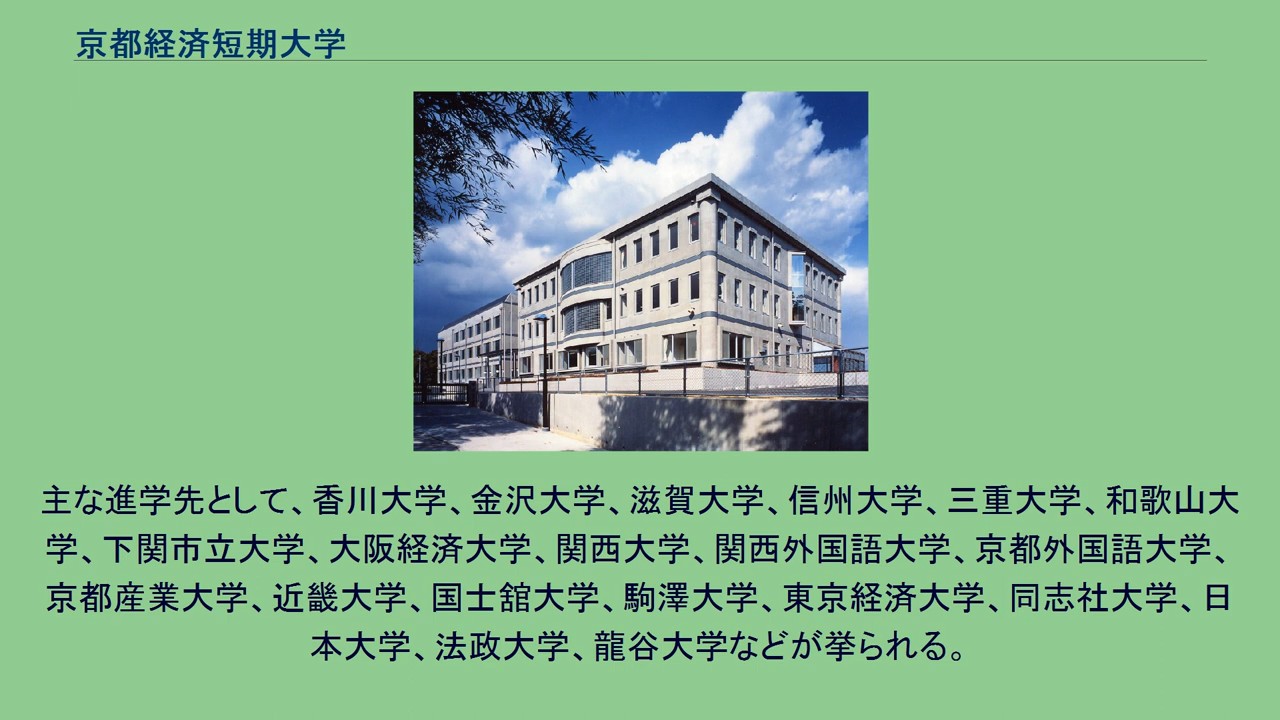 京都経済短期大学
主な進学先として、香川大学、金沢大学、滋賀大学、信州大学、三重大学、和歌山大
学、下関市立大学、大阪経済大学、関西大学、関西外国語大学、京都外国語大学、
京都産業大学、近畿大学、国士舘大学、駒澤大学、東京経済大学、同志社大学、日
本大学、法政大学、龍谷大学などが挙られる。